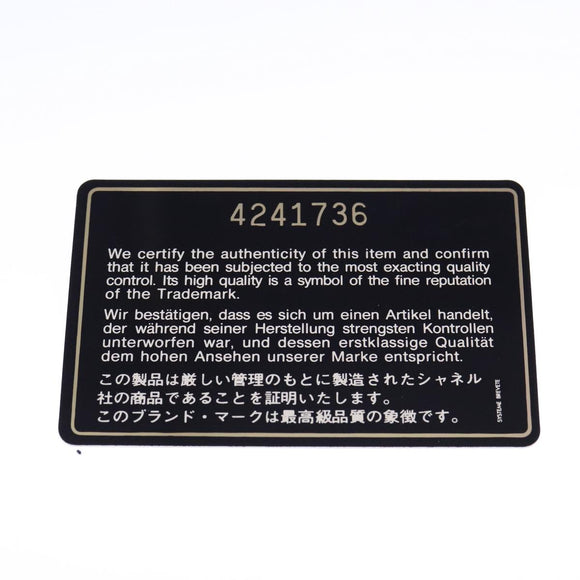 4241736
We certify the authenticity of this item and confirm
that it has been subjected to the most exacting quality
control. Its high quality is a symbol of the fine reputation
of the Trademark.
Wir bestätigen, dass es sich um einen Artikel handelt,
der während seiner Herstellung strengsten Kontrollen
unterworfen war, und dessen erstklassige Qualität
dem hohen Ansehen unserer Marke entspricht.
この製品は厳しい管理のもとに製造されたシャネル
社の商品であることを証明いたします。
このブランド・マークは最高級品質の象徴です。
SYSTEME BREVETE